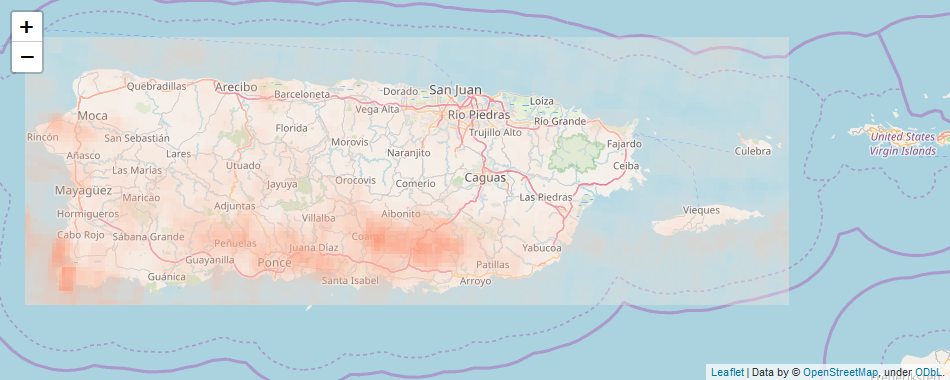 +
−
Quebradillas
Arecibo
Barceloneta
Dorado
San Juan
Vega Alta
Loíza
Moca
Río Piedras
Río Grande
Rincón
San Sebastián
Florida
Trujillo Alto
Fajardo
United States
Virgin Islands
Añasco
Lares
Morovis
Naranjito
Culebra
Las Marías
Utuado
Ceiba
Mayagüez
Jayuya
Orocovis
Comerio
Caguas
Maricao
Las Piedras
Hormigueros
Adjuntas
Villalba
Aibonito
Vieques
Cabo Rojo
Sábana Grande
Peñuelas
Juana Díaz
Coamo
Yabucoa
Guayanilla
Ponce
Patillas
Guánica
Santa Isabel
Arroyo
Leaflet | Data by © OpenStreetMap, under ODbL.
Frederiksted